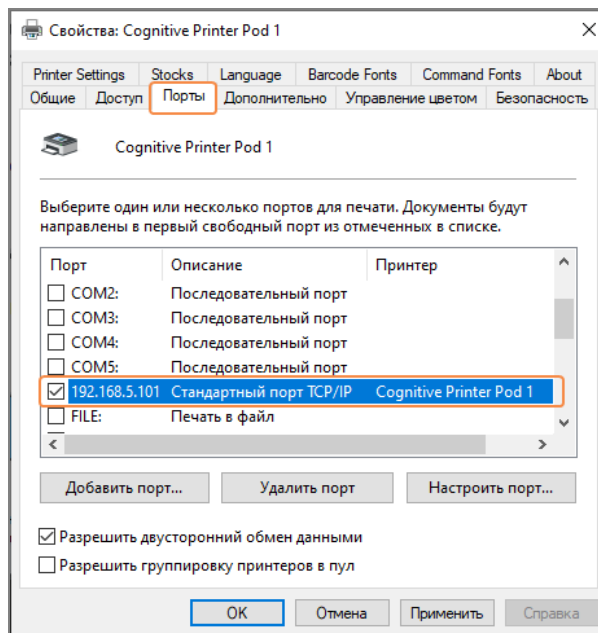 Свойства: Cognitive Printer Pod 1
Printer Settings Stocks Language Barcode Fonts Command Fonts About
Общие Доступ Порты Дополнительно Управление цветом Безопасность
Cognitive Printer Pod 1
Выберите один или несколько портов для печати. Документы будут
направлены в первый свободный порт из отмеченных в списке.
Порт Описание Принтер
COM2: Последовательный порт
COM3: Последовательный порт
COM4: Последовательный порт
COM5: Последовательный порт
192.168.5.101 Стандартный порт TCP/IP Cognitive Printer Pod 1
FILE: Печать в файл
Добавить порт... Удалить порт Настроить порт...
Разрешить двусторонний обмен данными
Разрешить группировку принтеров в пул
ОК Отмена Применить Справка